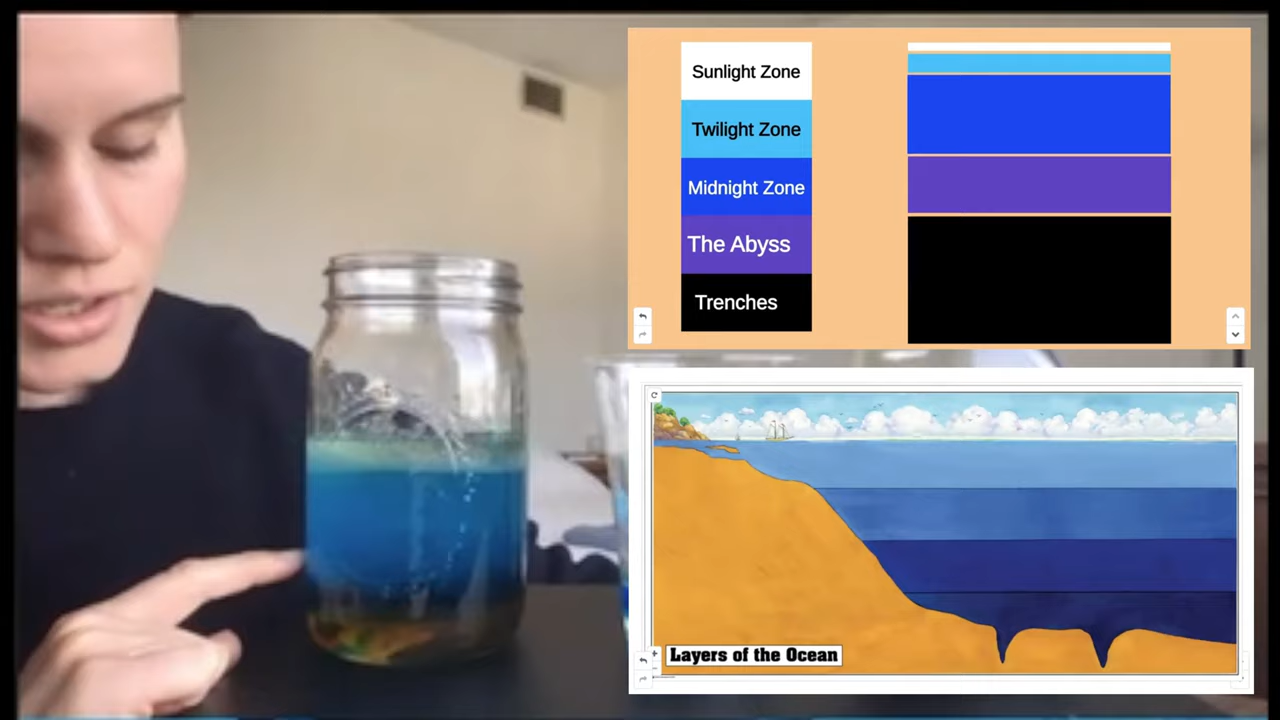 Sunlight Zone
Twilight Zone
Midnight Zone
The Abyss
Trenches
Layers of the Ocean